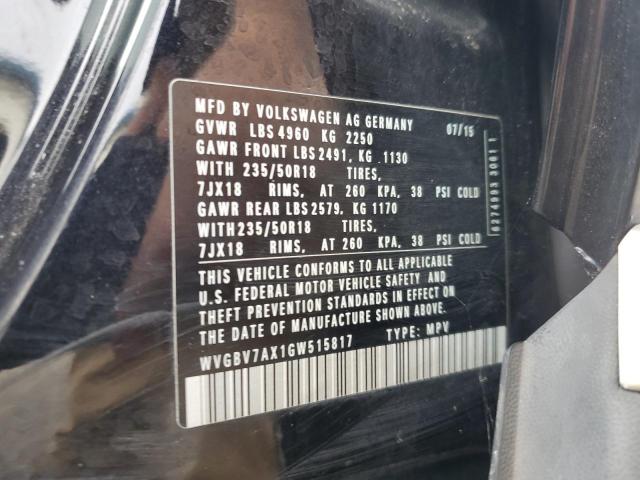 MFD BY VOLKSWAGEN AG GERMANY 07/15
GVWR LBS 4960 KG 2250
GAWR FRONT LBS 2491, KG .1130
WITH 235/50R18 TIRES,
7JX18 RIMS, AT 260 KPA, 38 PSI COLD
GAWR REAR LBS 2579. KG 1170
WITH235/50R18 TIRES,
7JX18 RIMS, AT 260 KPA, 38 PSI COLD
THIS VEHICLE CONFORMS TO ALL APPLICABLE
U.S. FEDERAL MOTOR VEHICLE SAFETY AND
THEFT PREVENTION STANDARDS IN EFFECT ON
THE DATE OF MANUFACTURE SHOWN ABOVE.
WVGBV7AX1GW515817 TYPE: MPV